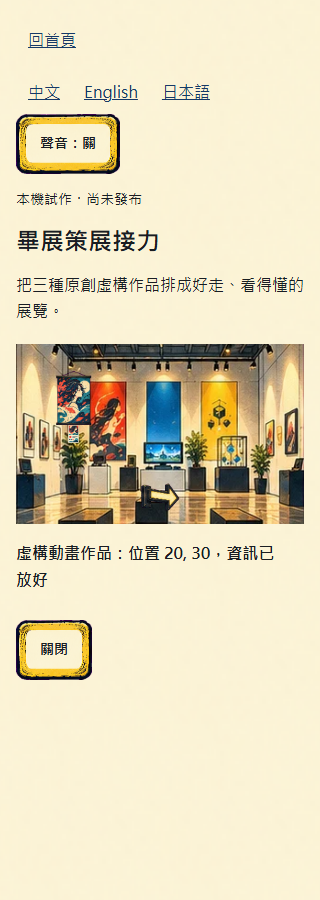 回首頁
中文 English 日本語
聲音：關
本機試作・尚未發布
畢展策展接力
把三種原創虛構作品排成好走、看得懂的
展覽。
虛構動畫作品：位置 20, 30，資訊已
放好
關閉